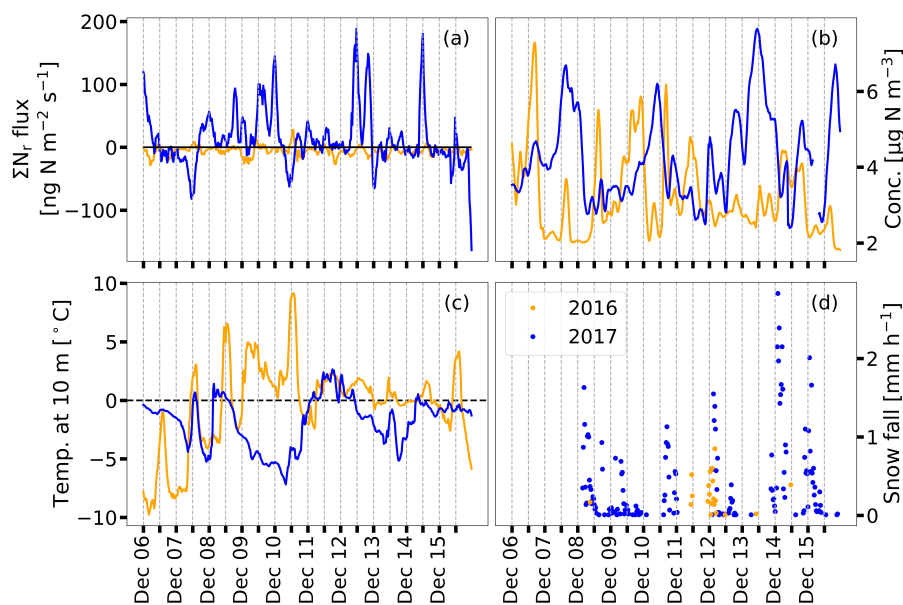 (a)
200
100
0
−100
ΣNr flux
[ng N m−2 s−1]
(b)
6
4
2
Conc. [µg N m−3]
(c)
10
5
0
−5
−10
Temp. at 10 m [ ° C]
Dec 06
Dec 07
Dec 08
Dec 09
Dec 10
Dec 11
Dec 12
Dec 13
Dec 14
Dec 15
(d)
2016
2017
2
1
0
Snow fall [mm h−1]
Dec 06
Dec 07
Dec 08
Dec 09
Dec 10
Dec 11
Dec 12
Dec 13
Dec 14
Dec 15